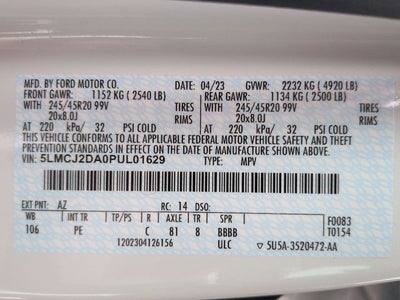 MFD. BY FORD MOTOR CO. DATE: 04/23 GVWR: 2232 KG ( 4920 LB)
FRONT GAWR: 1152 KG ( 2540 LB) REAR GAWR: 1134 KG ( 2500 LB)
WITH 245/45R20 99V TIRES WITH 245/45R20 99V TIRES
20x8.0J RIMS 20x8.0J RIMS
AT 220 kPa/ 32 PSI COLD AT 220 kPa/ 32 PSI COLD
THIS VEHICLE CONFORMS TO ALL APPLICABLE FEDERAL MOTOR VEHICLE SAFETY AND THEFT
PREVENTION STANDARDS IN EFFECT ON THE DATE OF MANUFACTURE SHOWN ABOVE.
VIN: 5LMCJ2DA0PUL01629 TYPE: MPV
EXT PNT: AZ RC: 14 DSO:
WB INT TR TP/PS R AXLE TR SPR F0083
106 PE C 81 8 BBBB T0154
1202304126156 ULC 5U5A-3520472-AA